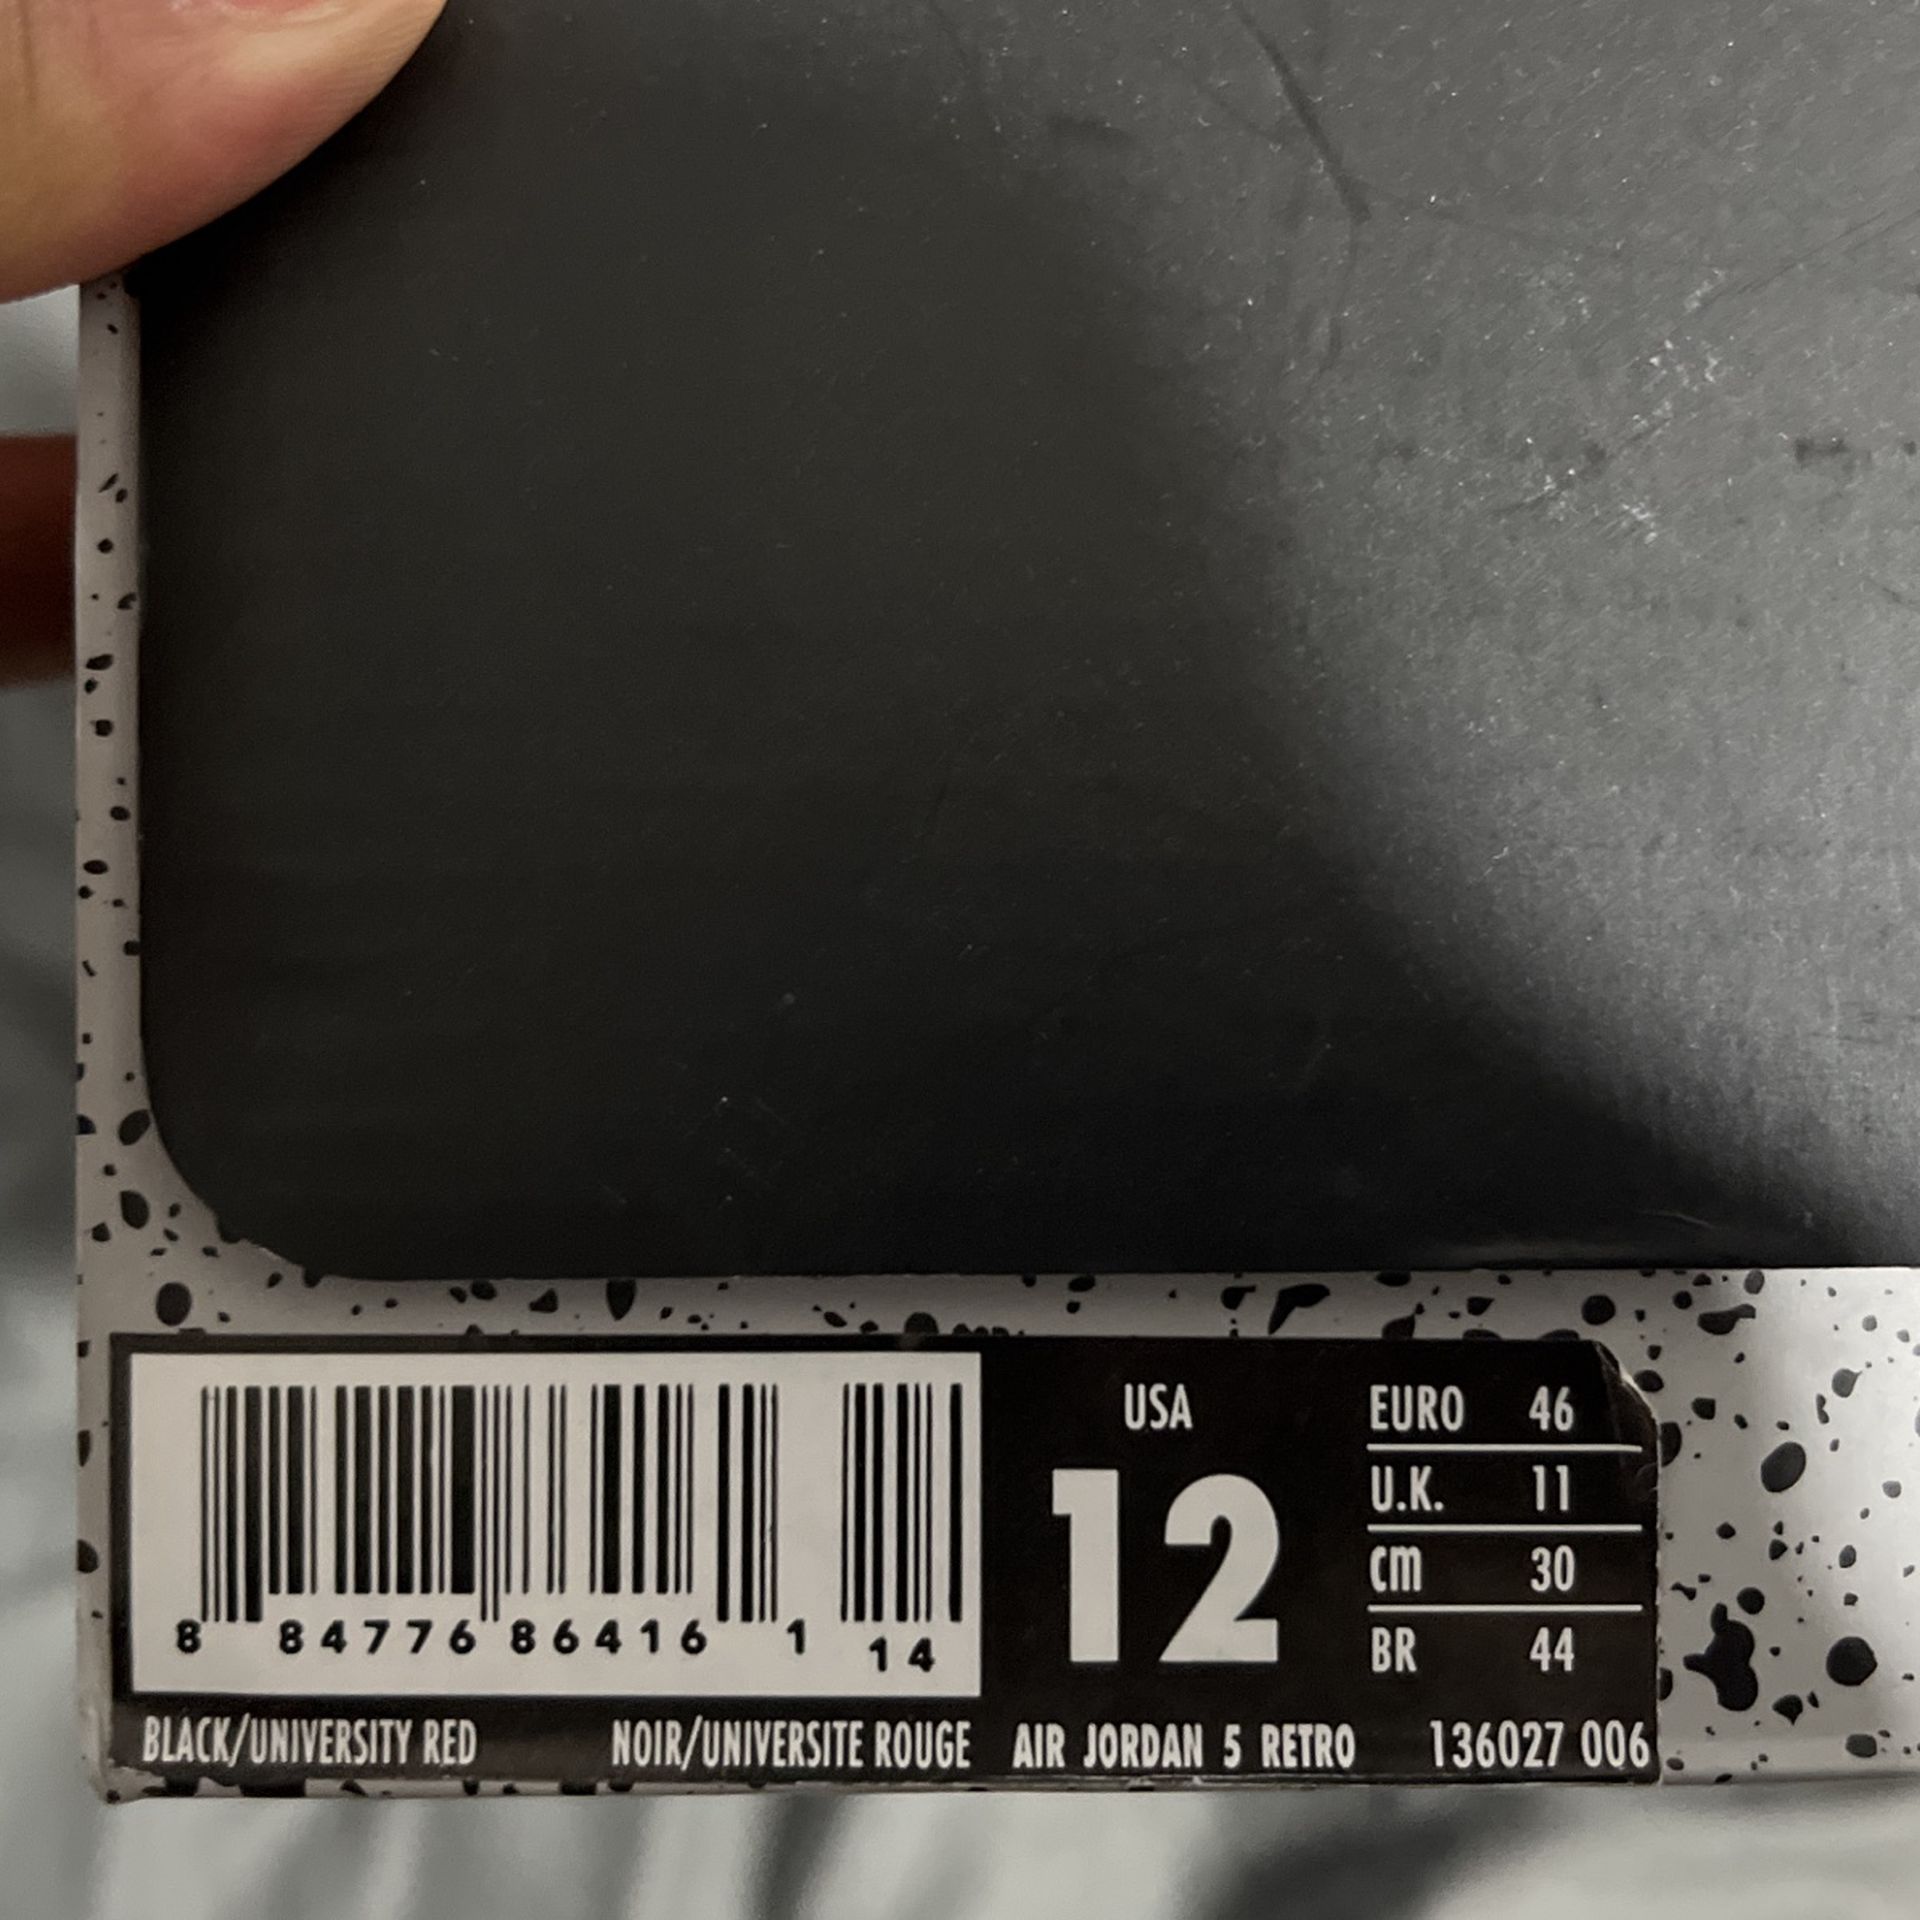 USA
12
EURO 46
U.K. 11
cm 30
BR 44
8 84776 86416 1 14
BLACK/UNIVERSITY RED NOIR/UNIVERSITE ROUGE AIR JORDAN 5 RETRO 136027 006